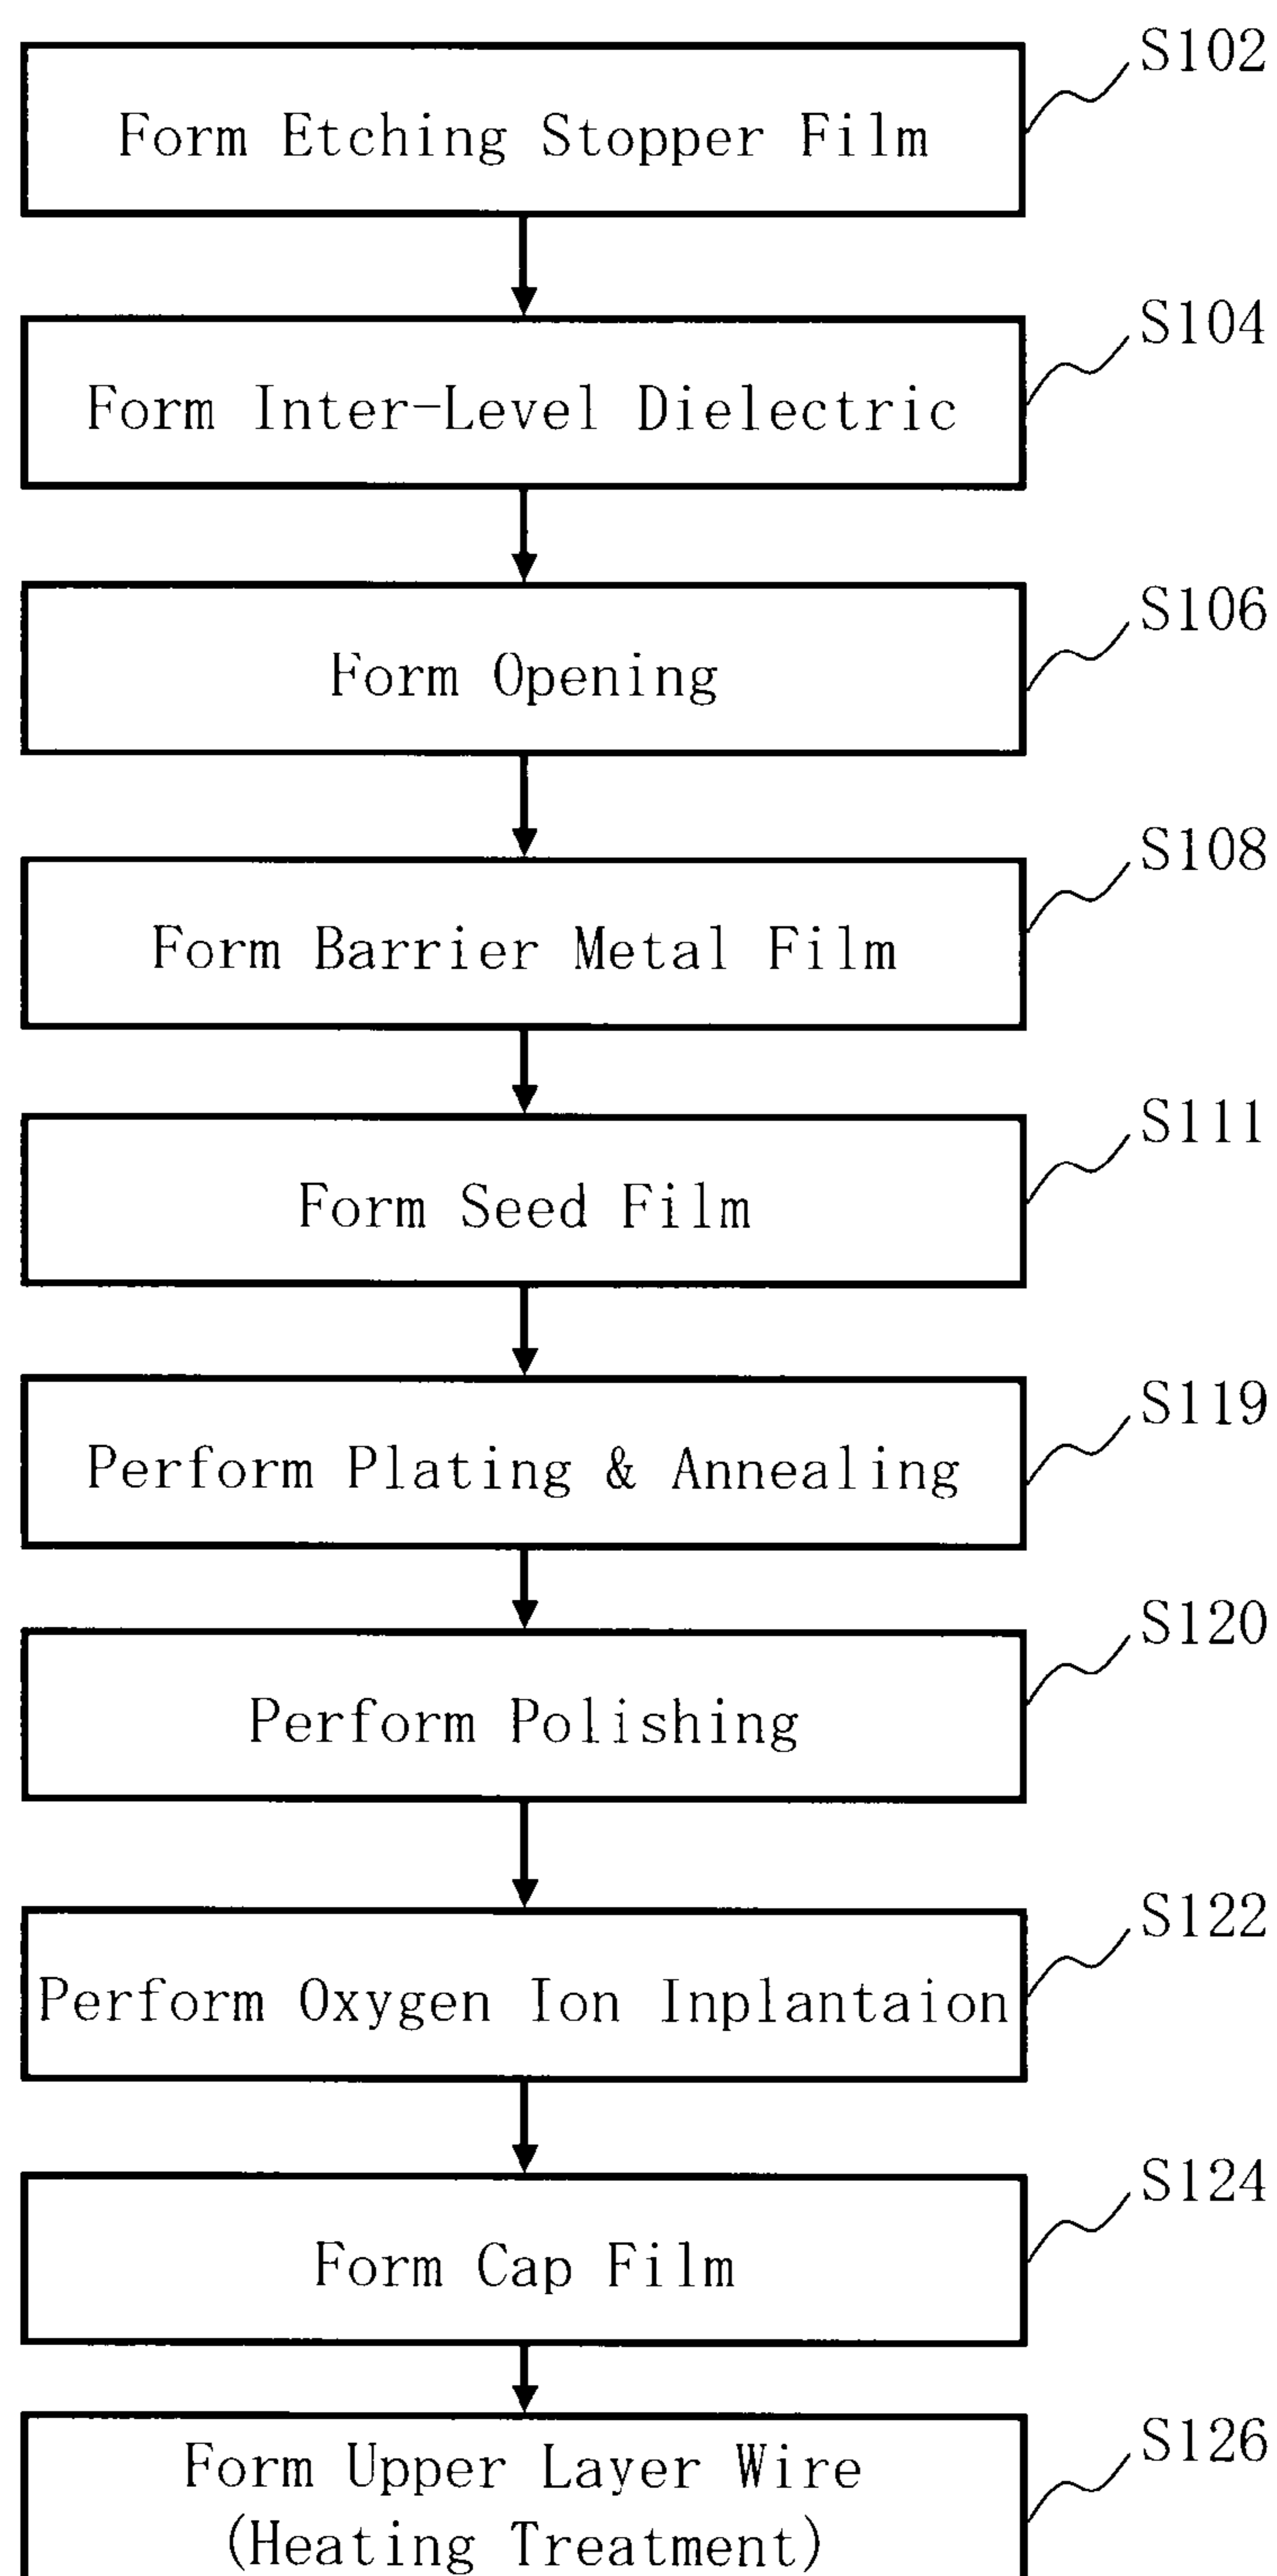 S102
Form Etching Stopper Film
S104
Form Inter-Level Dielectric
S106
Form Opening
S108
Form Barrier Metal Film
S111
Form Seed Film
S119
Perform Plating & Annealing
S120
Perform Polishing
S122
Perform Oxygen Ion Inplantaion
S124
Form Cap Film
S126
Form Upper Layer Wire
(Heating Treatment)